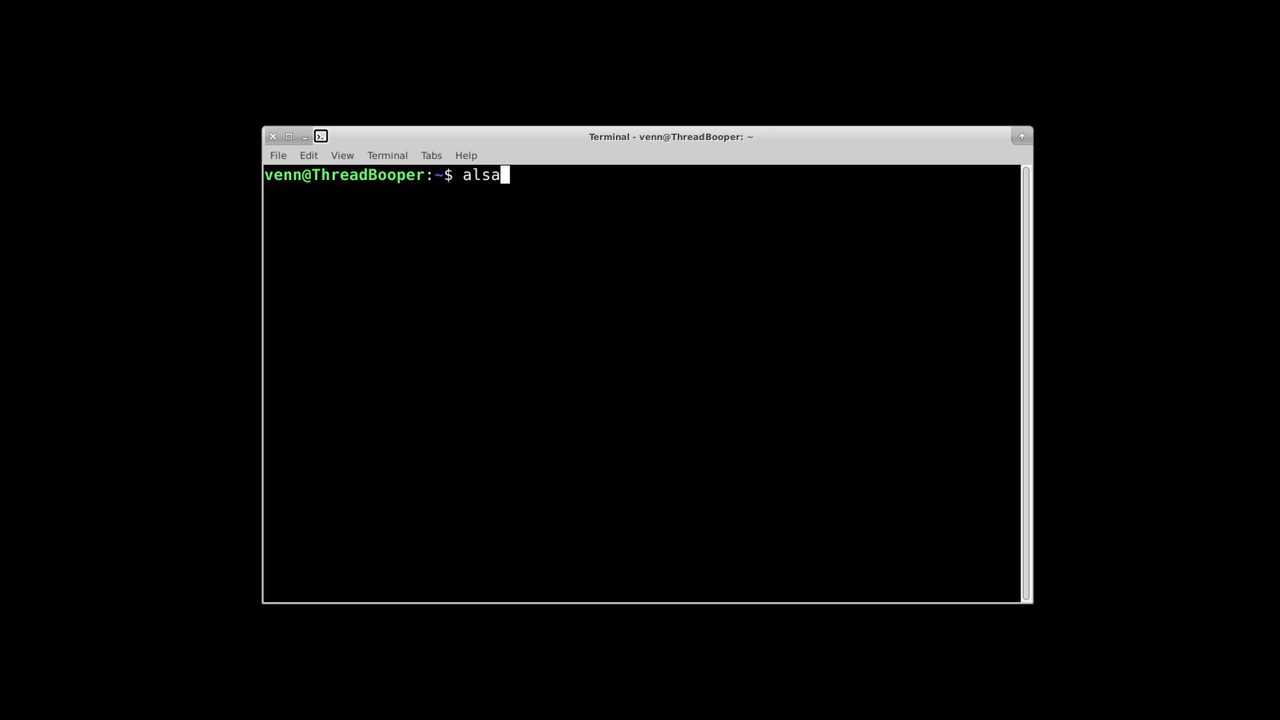 Terminal - venn@ThreadBooper: ~
File Edit View Terminal Tabs Help
venn@ThreadBooper:~$ alsa